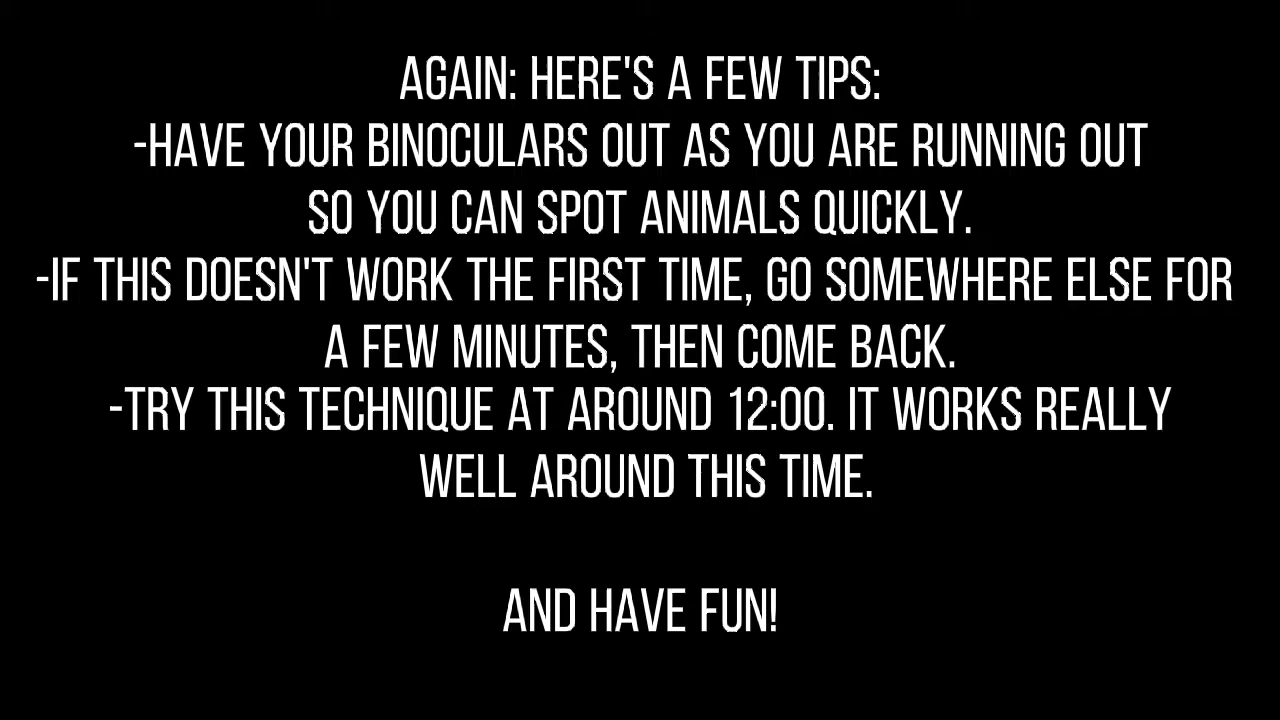 AGAIN: HERE'S A FEW TIPS:
-HAVE YOUR BINOCULARS OUT AS YOU ARE RUNNING OUT
SO YOU CAN SPOT ANIMALS QUICKLY.
-IF THIS DOESN'T WORK THE FIRST TIME, GO SOMEWHERE ELSE FOR
A FEW MINUTES, THEN COME BACK.
-TRY THIS TECHNIQUE AT AROUND 12:00. IT WORKS REALLY
WELL AROUND THIS TIME.
AND HAVE FUN!